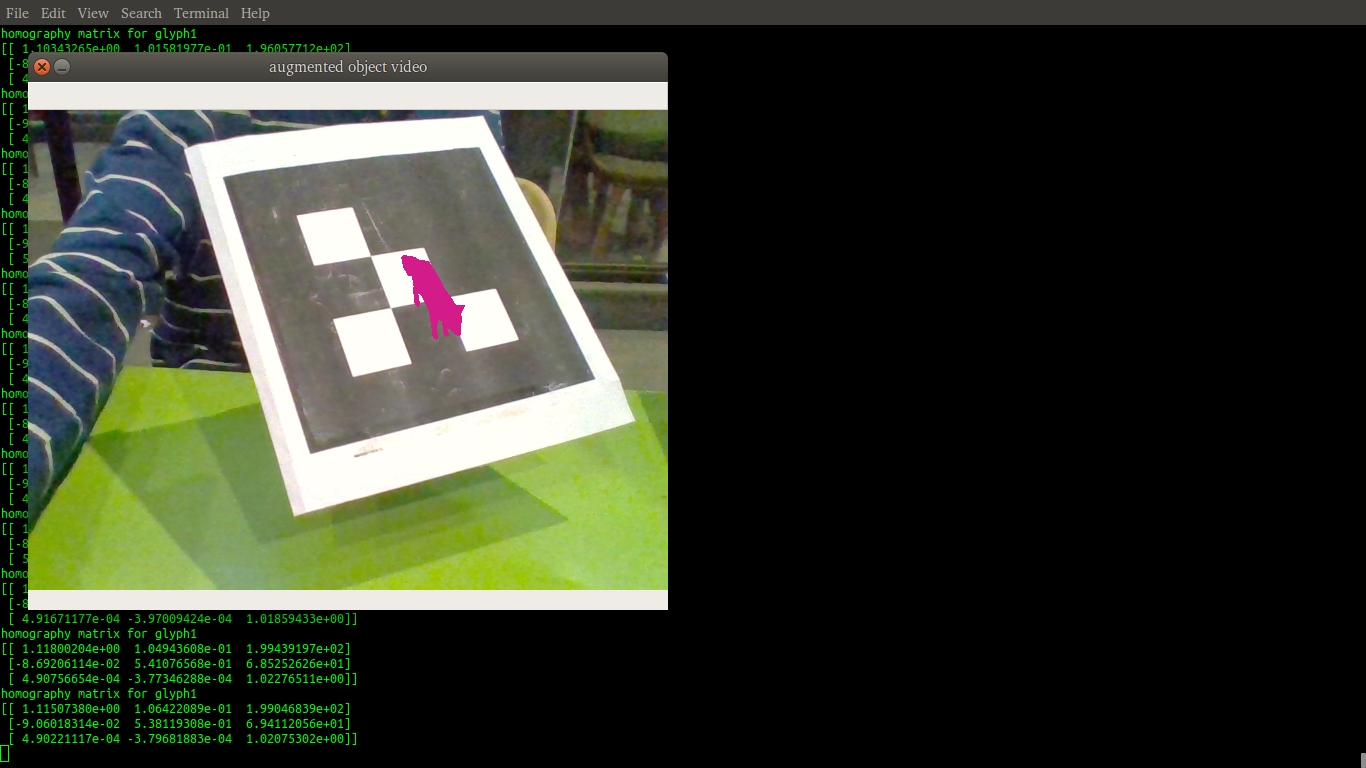 File Edit View Search Terminal Help
homography matrix for glyph1
[[ 1.10343265e+00 1.01581977e-01 1.96057712e+02]
augmented object video
[-8
[ 4
homo
[[ 1
[-9
[ 4
homo
[[ 1
[-8
[ 4
homo
[[ 1
[-9
[ 5
homo
[[ 1
[-8
[ 4
homo
[[ 1
[-9
[ 4
homo
[[ 1
[-8
[ 4
homo
[[ 1
[-9
[ 4
homo
[[ 1
[-8
[ 5
homo
[[ 1
[-8
[ 4.91671177e-04 -3.97009424e-04 1.01859433e+00]]
homography matrix for glyph1
[[ 1.11800204e+00 1.04943608e-01 1.99439197e+02]
[-8.69206114e-02 5.41076568e-01 6.85252626e+01]
[ 4.90756654e-04 -3.77346288e-04 1.02276511e+00]]
homography matrix for glyph1
[[ 1.11507380e+00 1.06422089e-01 1.99046839e+02]
[-9.06018314e-02 5.38119308e-01 6.94112056e+01]
[ 4.90221117e-04 -3.79681883e-04 1.02075302e+00]]